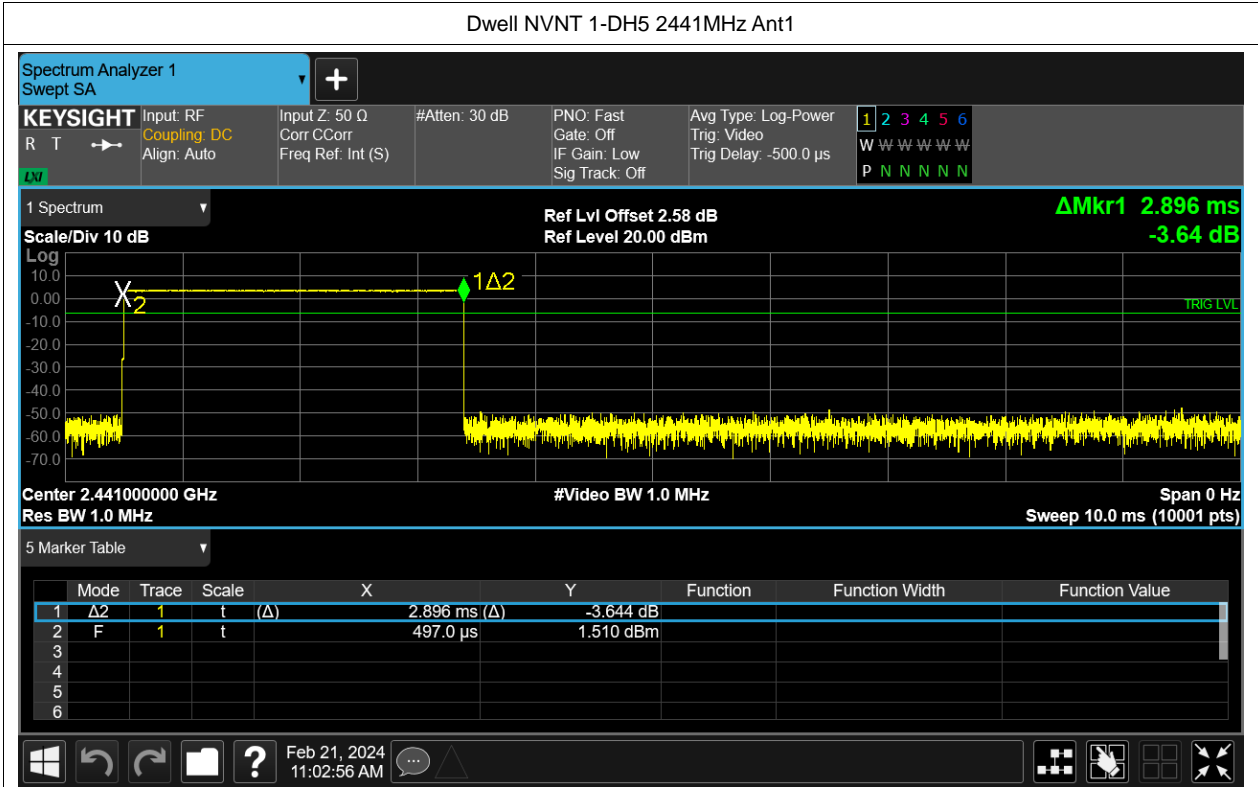 Dwell NVNT 1-DH5 2441MHz Ant1
Spectrum Analyzer 1
Swept SA
KEYSIGHT
R T
LXI
Input: RF
Coupling: DC
Align: Auto
Input Z: 50 Ω
Corr CCorr
Freq Ref: Int (S)
#Atten: 30 dB
PNO: Fast
Gate: Off
IF Gain: Low
Sig Track: Off
Avg Type: Log-Power
Trig: Video
Trig Delay: -500.0 µs
1 2 3 4 5 6
W W W W W W
P N N N N N
1 Spectrum
Scale/Div 10 dB
Ref Lvl Offset 2.58 dB
Ref Level 20.00 dBm
ΔMkr1 2.896 ms
-3.64 dB
Log
10.0
0.00
-10.0
-20.0
-30.0
-40.0
-50.0
-60.0
-70.0
X2
1Δ2
TRIG LVL
Center 2.441000000 GHz
#Video BW 1.0 MHz
Span 0 Hz
Res BW 1.0 MHz
Sweep 10.0 ms (10001 pts)
5 Marker Table
Mode Trace Scale X Y Function Function Width Function Value
1 Δ2 1 t (Δ) 2.896 ms (Δ) -3.644 dB
2 F 1 t 497.0 µs 1.510 dBm
3
4
5
6
?
Feb 21, 2024
11:02:56 AM